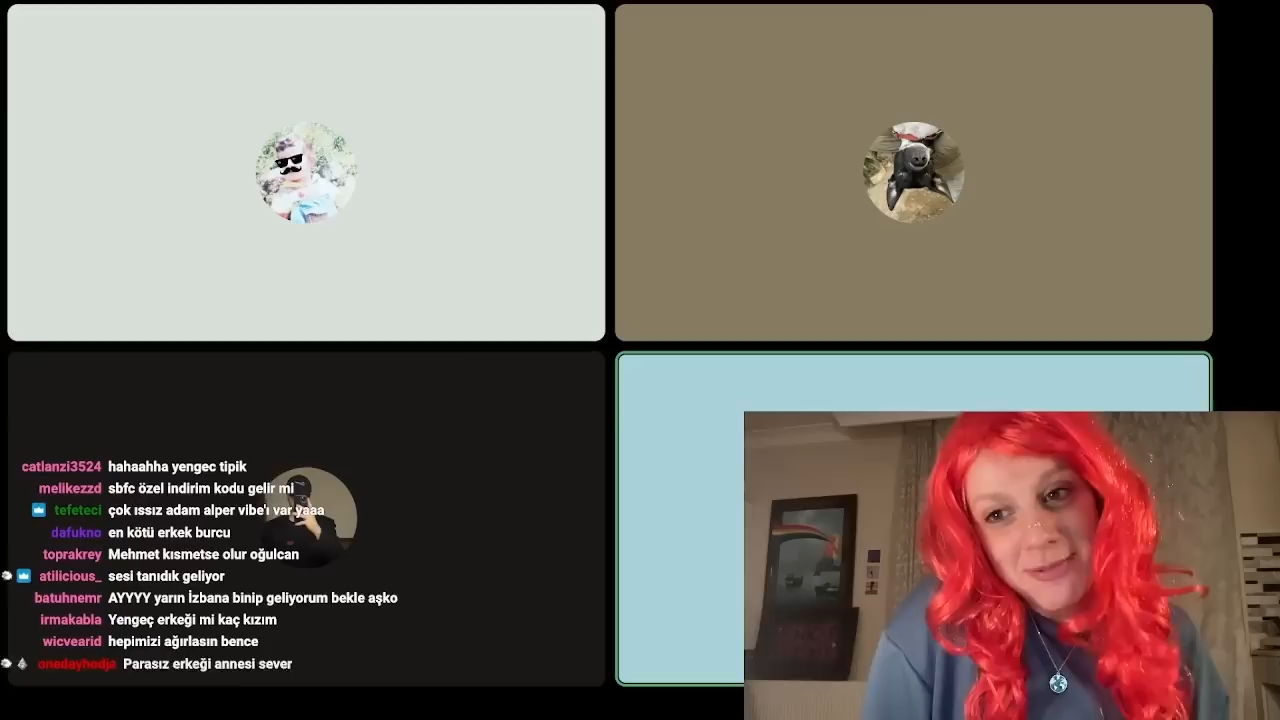 catlanzi3524 hahaahha yengec tipik
melikezzd sbfc özel indirim kodu gelir mi
tefeteci çok ıssız adam alper vibe'ı var yaaa
dafukno en kötü erkek burcu
toprakrey Mehmet kısmetse olur oğulcan
atilicious_ sesi tanıdık geliyor
batuhnemr AYYYY yarın İzbana binip geliyorum bekle aşko
irmakabla Yengeç erkeği mi kaç kızım
wicvearid hepimizi ağırlasın bence
onedayhodja Parasız erkeği annesi sever